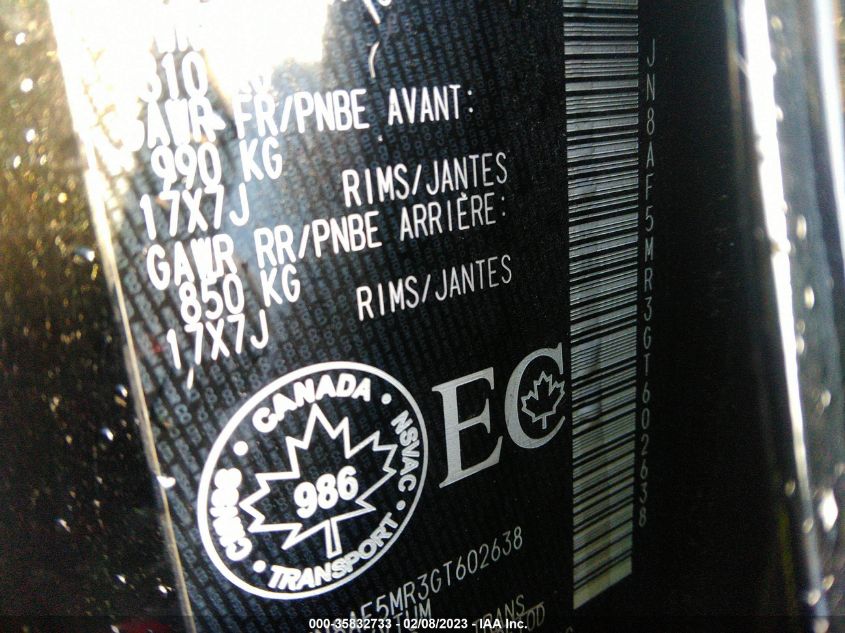 GAWR FR/PNBE AVANT:
990 KG
17X7J RIMS/JANTES
GAWR RR/PNBE ARRIÈRE:
850 KG
17X7J RIMS/JANTES
CANADA • NSVAC • TRANSPORT • CMVSS
986
EC
JN8AF5MR3GT602638
AF5MR3GT602638
TRANS
000-35832733 - 02/08/2023 - IAA Inc.